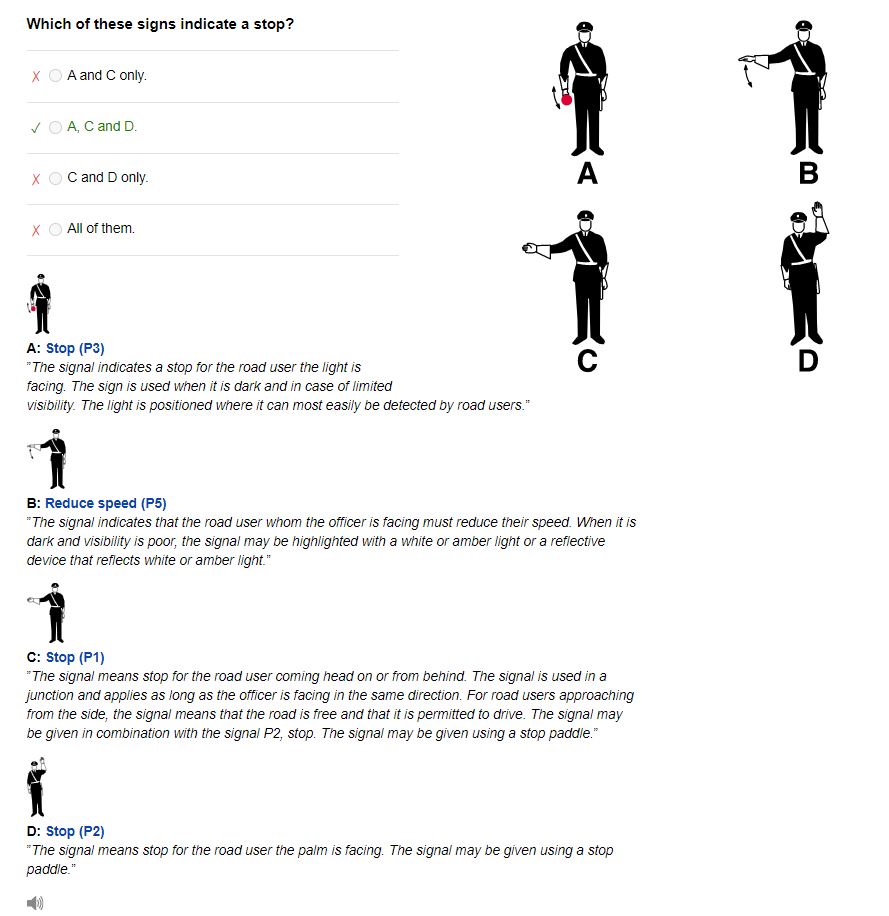 Which of these signs indicate a stop?
A and C only.
A, C and D.
C and D only.
All of them.
A
B
C
D
A: Stop (P3)
"The signal indicates a stop for the road user the light is
facing. The sign is used when it is dark and in case of limited
visibility. The light is positioned where it can most easily be detected by road users."
B: Reduce speed (P5)
"The signal indicates that the road user whom the officer is facing must reduce their speed. When it is
dark and visibility is poor, the signal may be highlighted with a white or amber light or a reflective
device that reflects white or amber light."
C: Stop (P1)
"The signal means stop for the road user coming head on or from behind. The signal is used in a
junction and applies as long as the officer is facing in the same direction. For road users approaching
from the side, the signal means that the road is free and that it is permitted to drive. The signal may
be given in combination with the signal P2, stop. The signal may be given using a stop paddle."
D: Stop (P2)
"The signal means stop for the road user the palm is facing. The signal may be given using a stop
paddle."